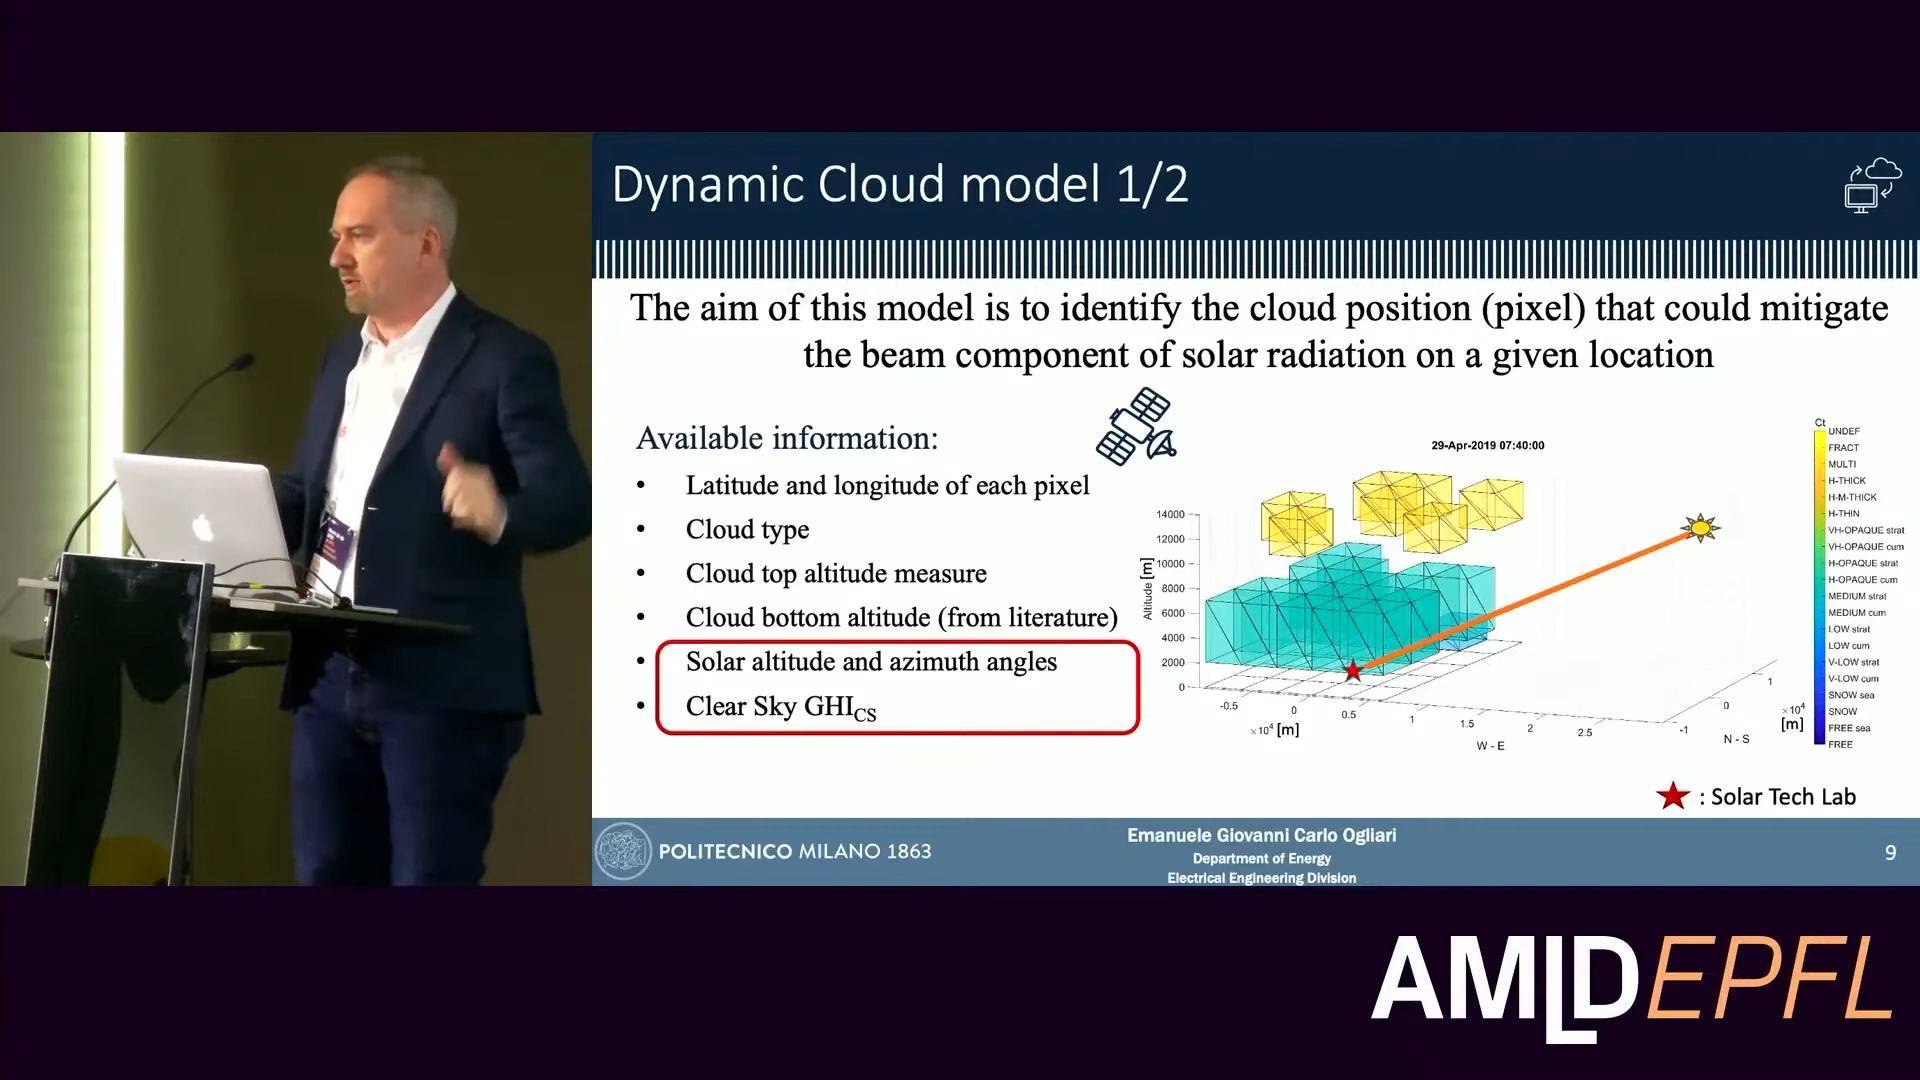 Dynamic Cloud model 1/2
The aim of this model is to identify the cloud position (pixel) that could mitigate
the beam component of solar radiation on a given location
Available information:
• Latitude and longitude of each pixel
• Cloud type
• Cloud top altitude measure
• Cloud bottom altitude (from literature)
• Solar altitude and azimuth angles
• Clear Sky GHI_CS
29-Apr-2019 07:40:00
Altitude [m]
14000
12000
10000
8000
6000
4000
2000
0
-0.5
0
0.5
1
1.5
2
2.5
×10⁴ [m]
W - E
-1
0
1
×10⁴
[m]
N - S
Ct
UNDEF
FRACT
MULTI
H-THICK
H-M-THICK
H-THIN
VH-OPAQUE strat
VH-OPAQUE cum
H-OPAQUE strat
H-OPAQUE cum
MEDIUM strat
MEDIUM cum
LOW strat
LOW cum
V-LOW strat
V-LOW cum
SNOW sea
SNOW
FREE sea
FREE
: Solar Tech Lab
POLITECNICO MILANO 1863
Emanuele Giovanni Carlo Ogliari
Department of Energy
Electrical Engineering Division
9
AMLD EPFL